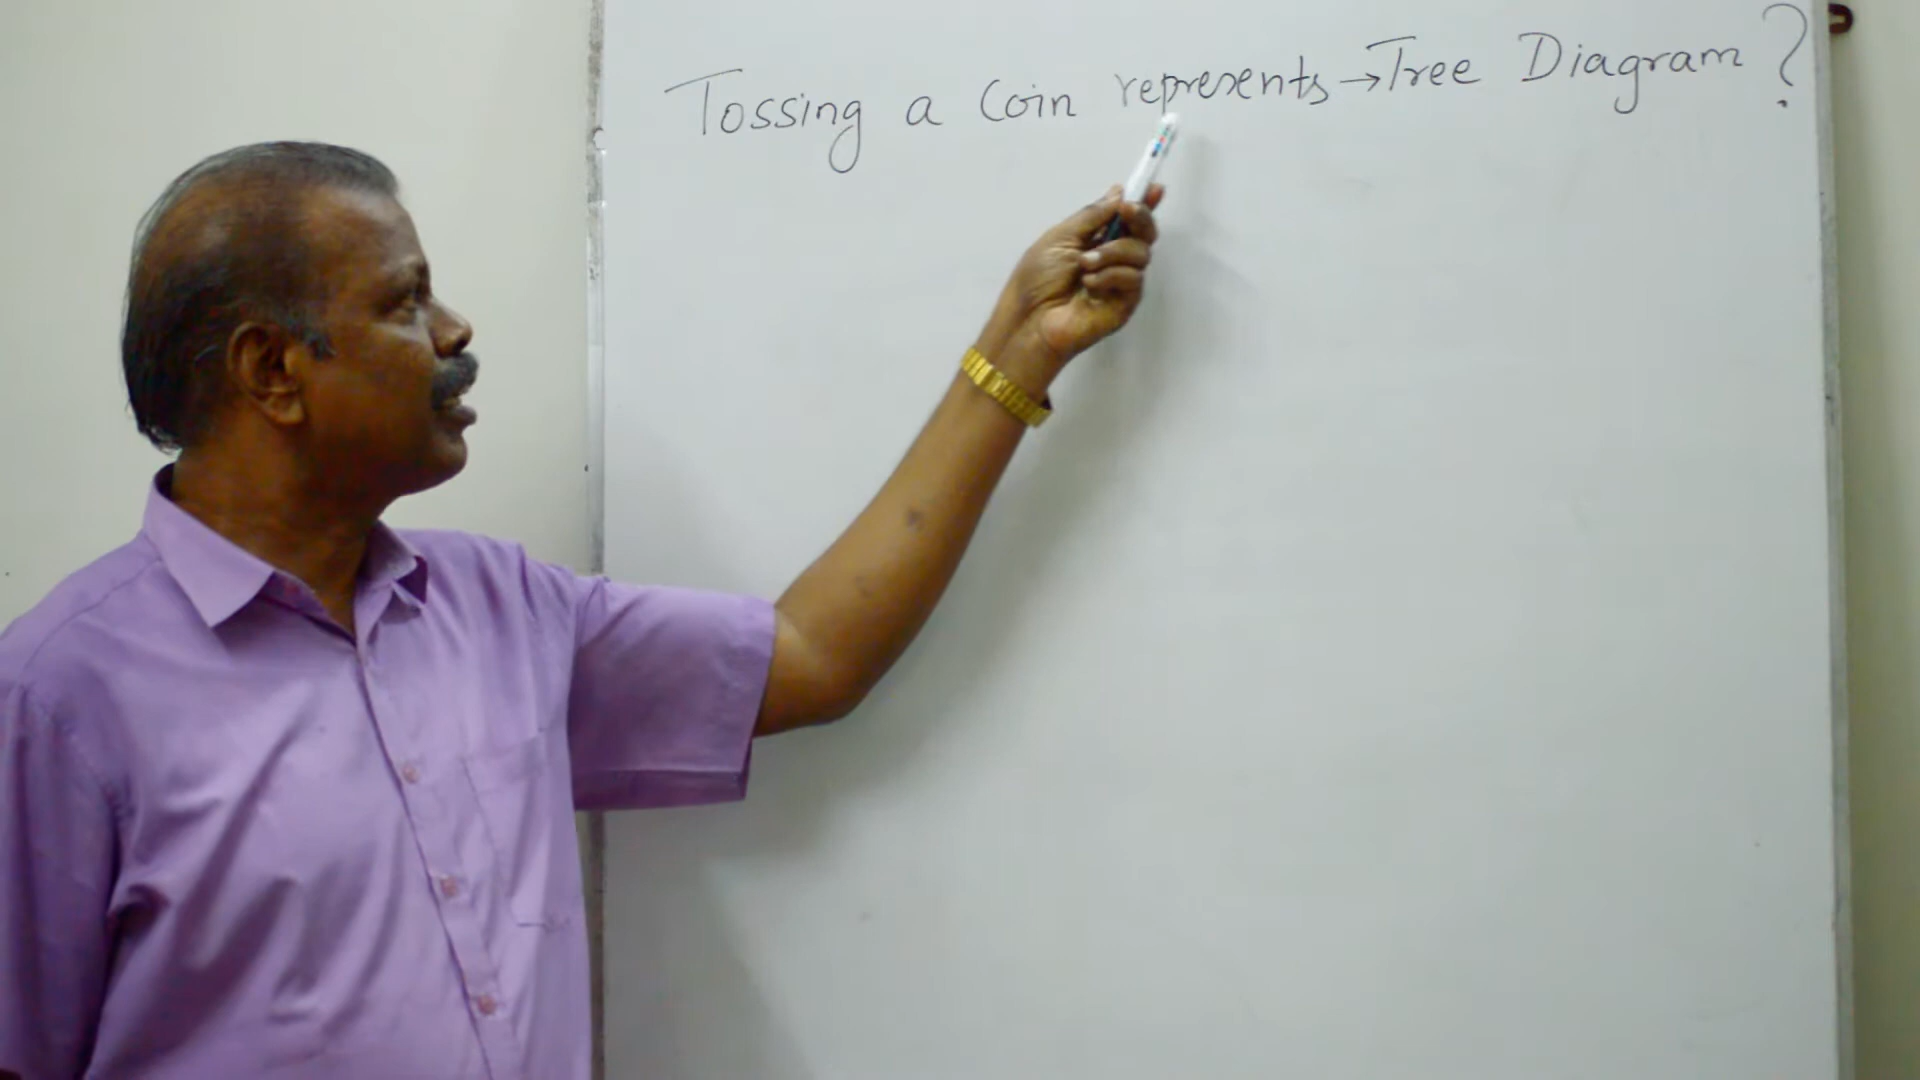 Tossing a Coin represents → Tree Diagram ?